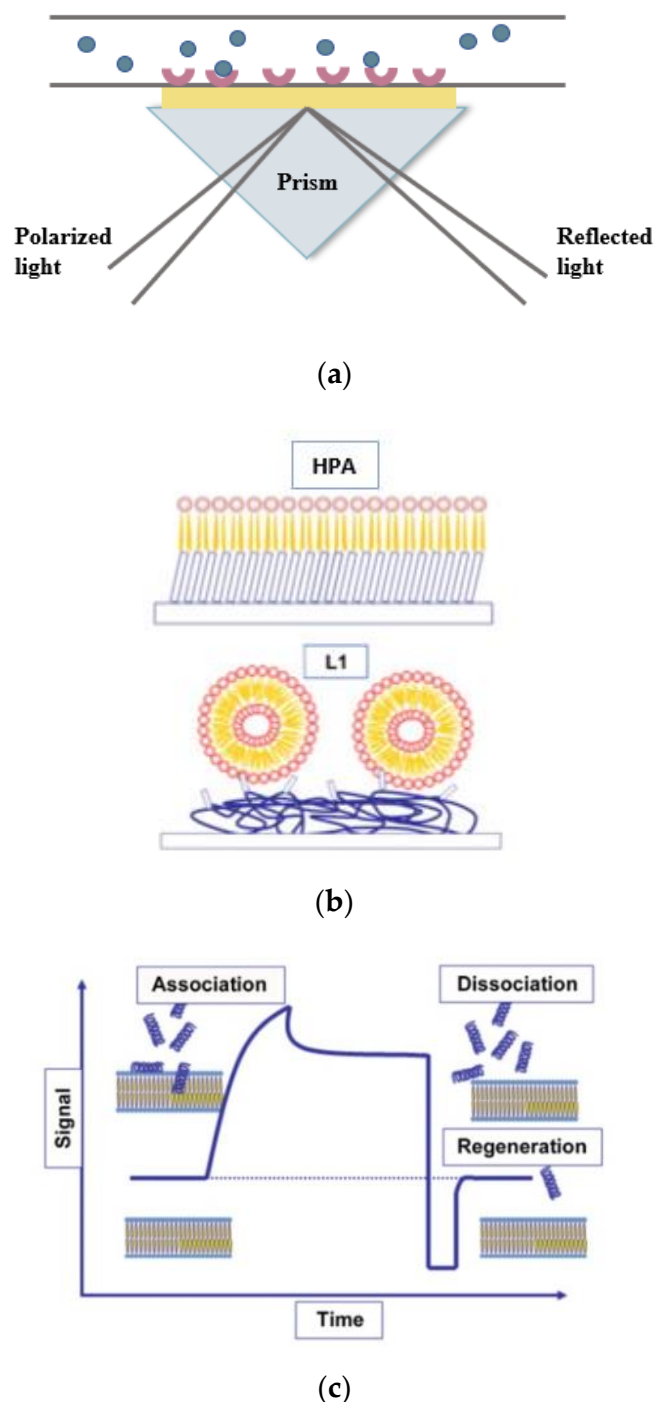 Prism
Polarized
light
Reflected
light
(a)
HPA
L1
(b)
Association
Dissociation
Signal
Regeneration
Time
(c)